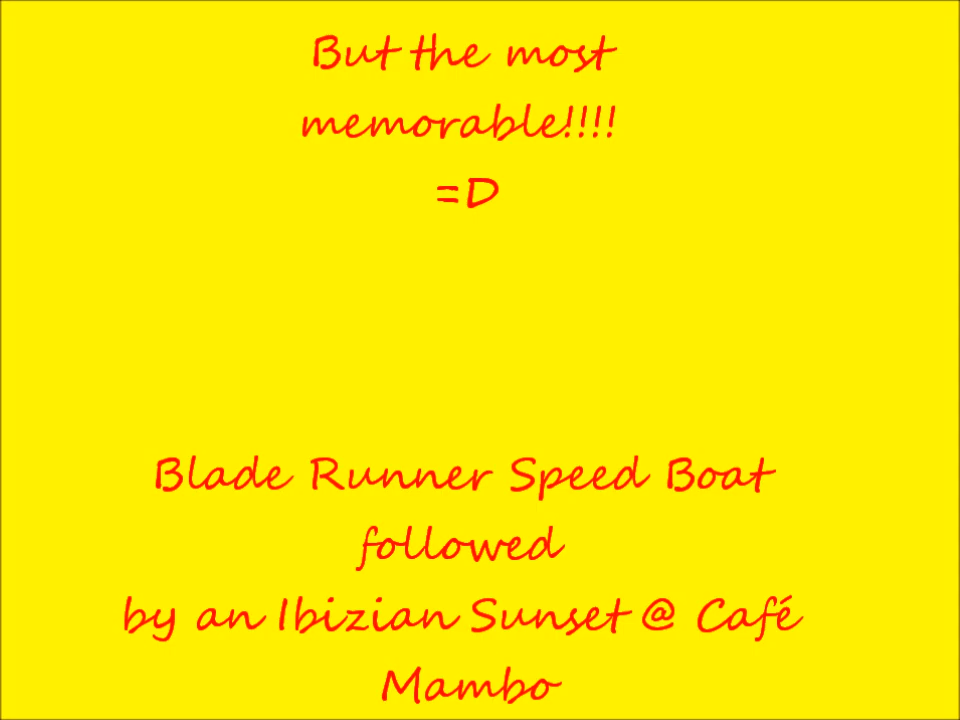 But the most
memorable!!!!
=D
Blade Runner Speed Boat
followed
by an Ibizian Sunset @ Café
Mambo